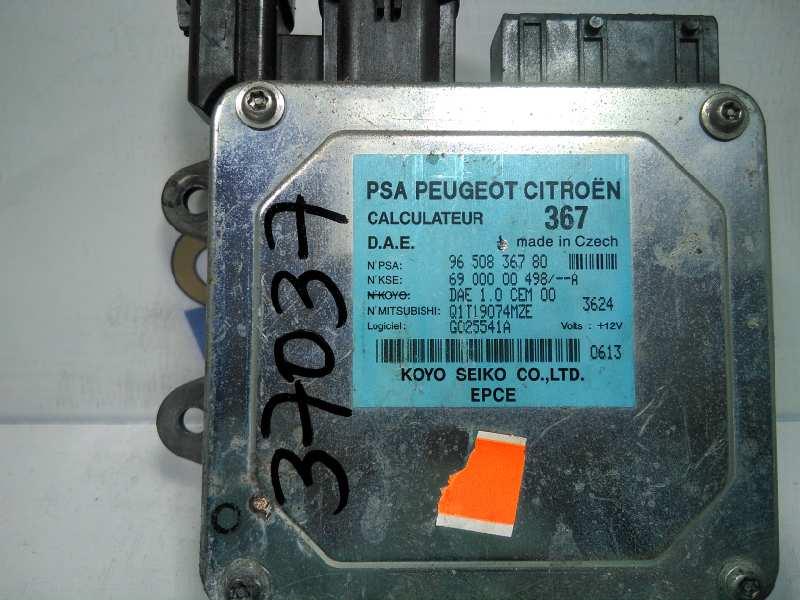 PSA PEUGEOT CITROËN
CALCULATEUR 367
D.A.E. made in Czech
N°PSA: 96 508 367 80
N°KSE: 69 000 00 498/--A
N°KOYO: DAE 1.0 CEM 00
N°MITSUBISHI: Q1T19074MZE 3624
Logiciel: G025541A Volts : +12V
0613
KOYO SEIKO CO.,LTD.
EPCE
37037